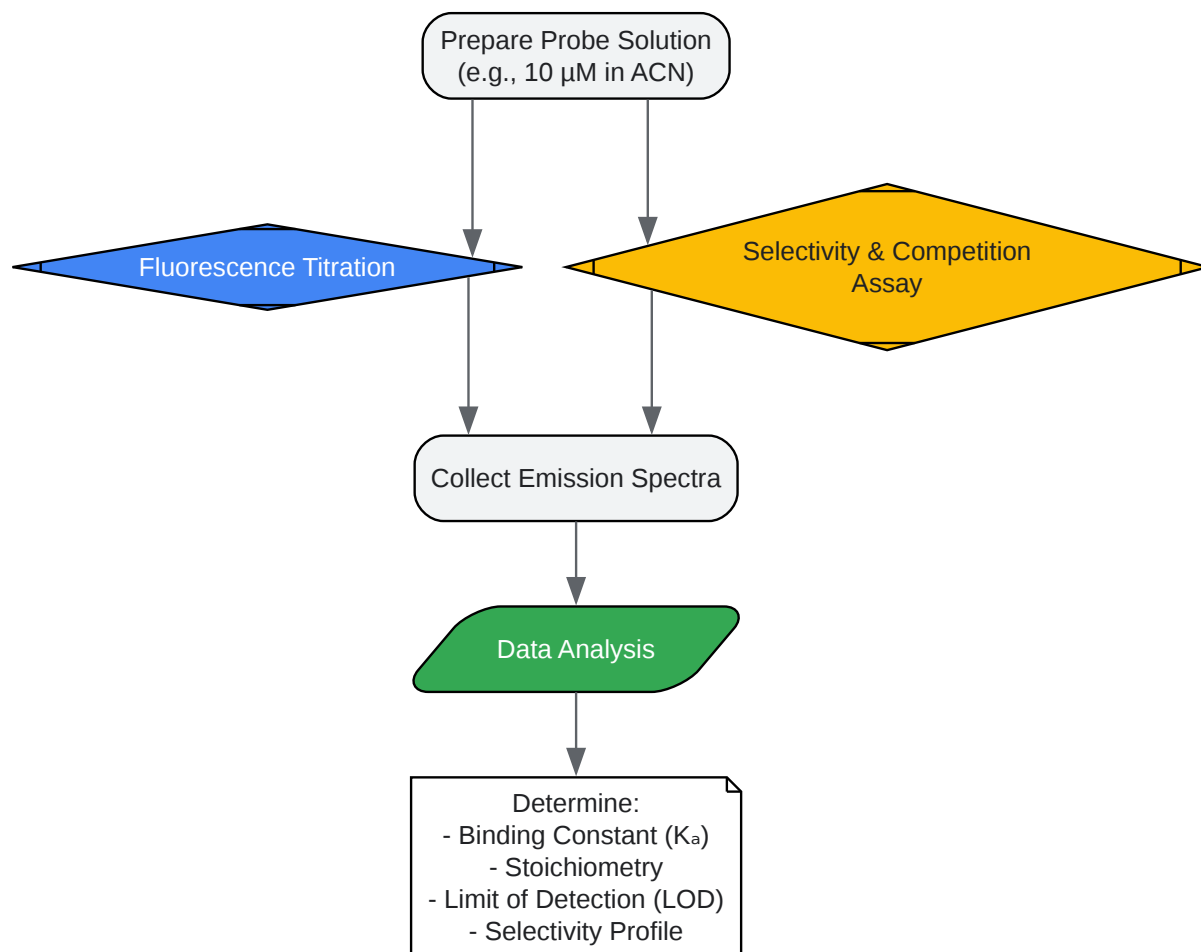 Prepare Probe Solution
(e.g., 10 µM in ACN)
Fluorescence Titration
Selectivity & Competition
Assay
Collect Emission Spectra
Data Analysis
Determine:
- Binding Constant (Kₐ)
- Stoichiometry
- Limit of Detection (LOD)
- Selectivity Profile